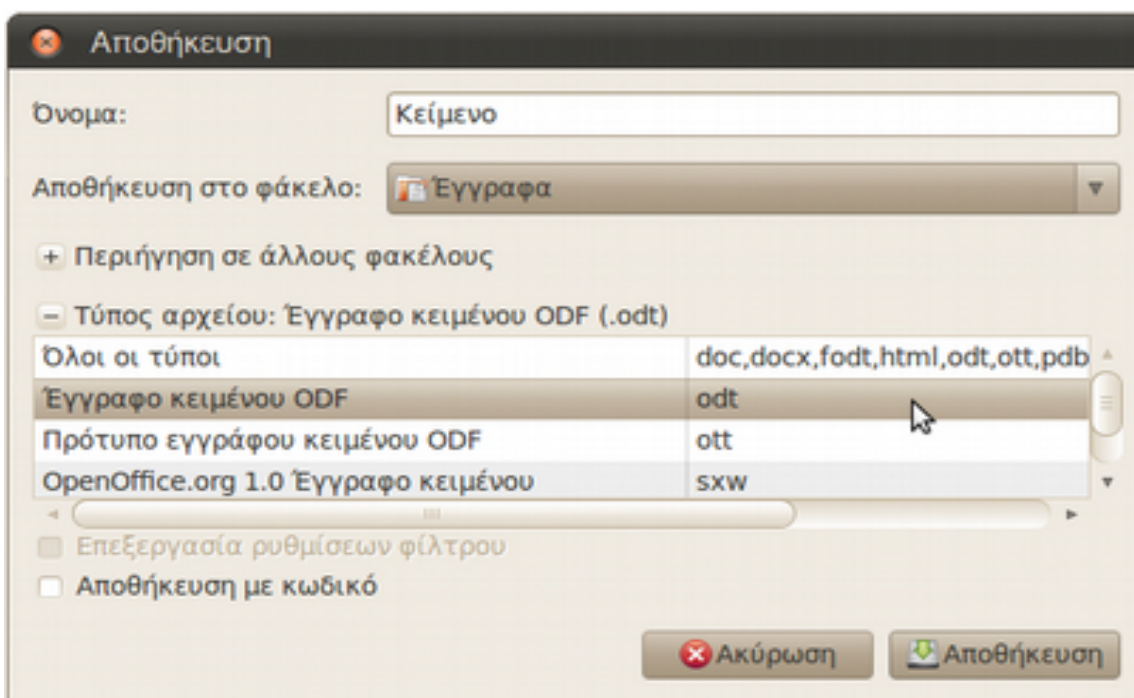 Αποθήκευση
Όνομα: Κείμενο
Αποθήκευση στο φάκελο: Έγγραφα
+ Περιήγηση σε άλλους φακέλους
− Τύπος αρχείου: Έγγραφο κειμένου ODF (.odt)
Όλοι οι τύποι doc,docx,fodt,html,odt,ott,pdb
Έγγραφο κειμένου ODF odt
Πρότυπο εγγράφου κειμένου ODF ott
OpenOffice.org 1.0 Έγγραφο κειμένου sxw
Επεξεργασία ρυθμίσεων φίλτρου
Αποθήκευση με κωδικό
Ακύρωση Αποθήκευση